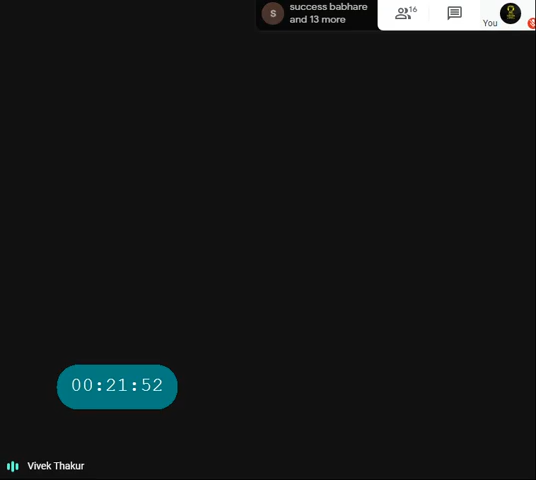 S
success babhare
and 13 more
16
You
00:21:52
Vivek Thakur